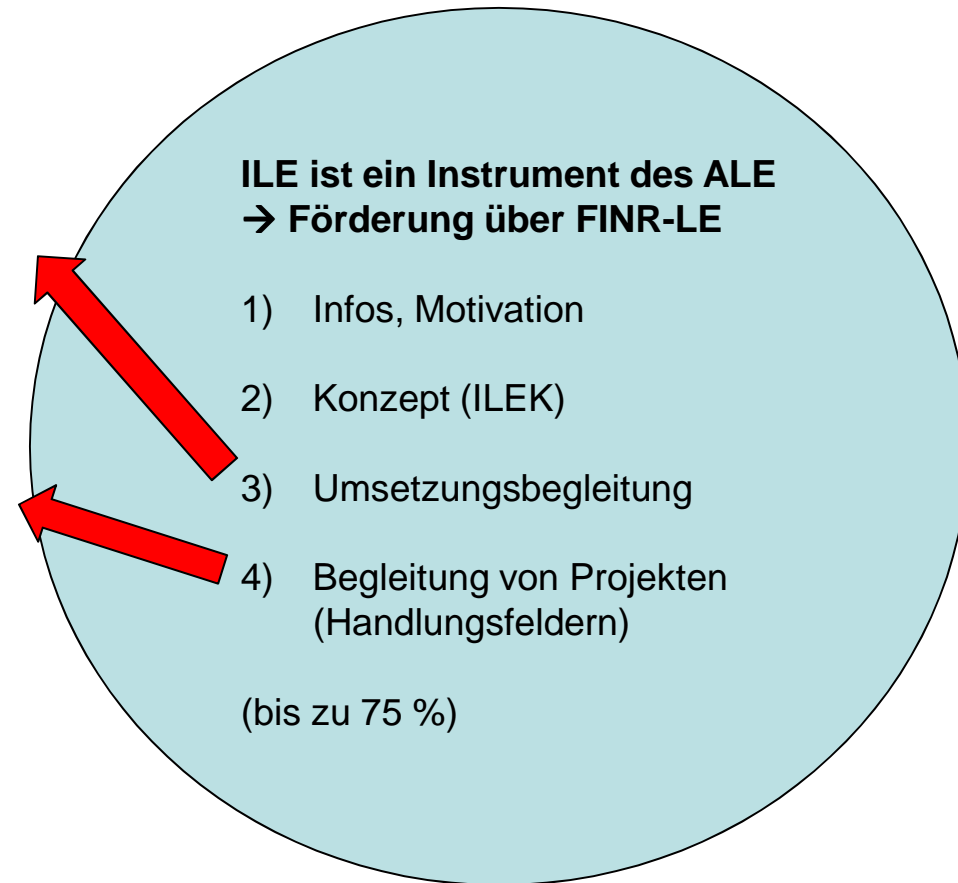 ILE ist ein Instrument des ALE
→ Förderung über FINR-LE
1) Infos, Motivation
2) Konzept (ILEK)
3) Umsetzungsbegleitung
4) Begleitung von Projekten
(Handlungsfeldern)
(bis zu 75 %)